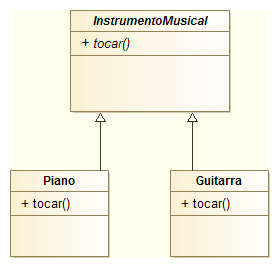 InstrumentoMusical
+ tocar()
Piano
+ tocar()
Guitarra
+ tocar()